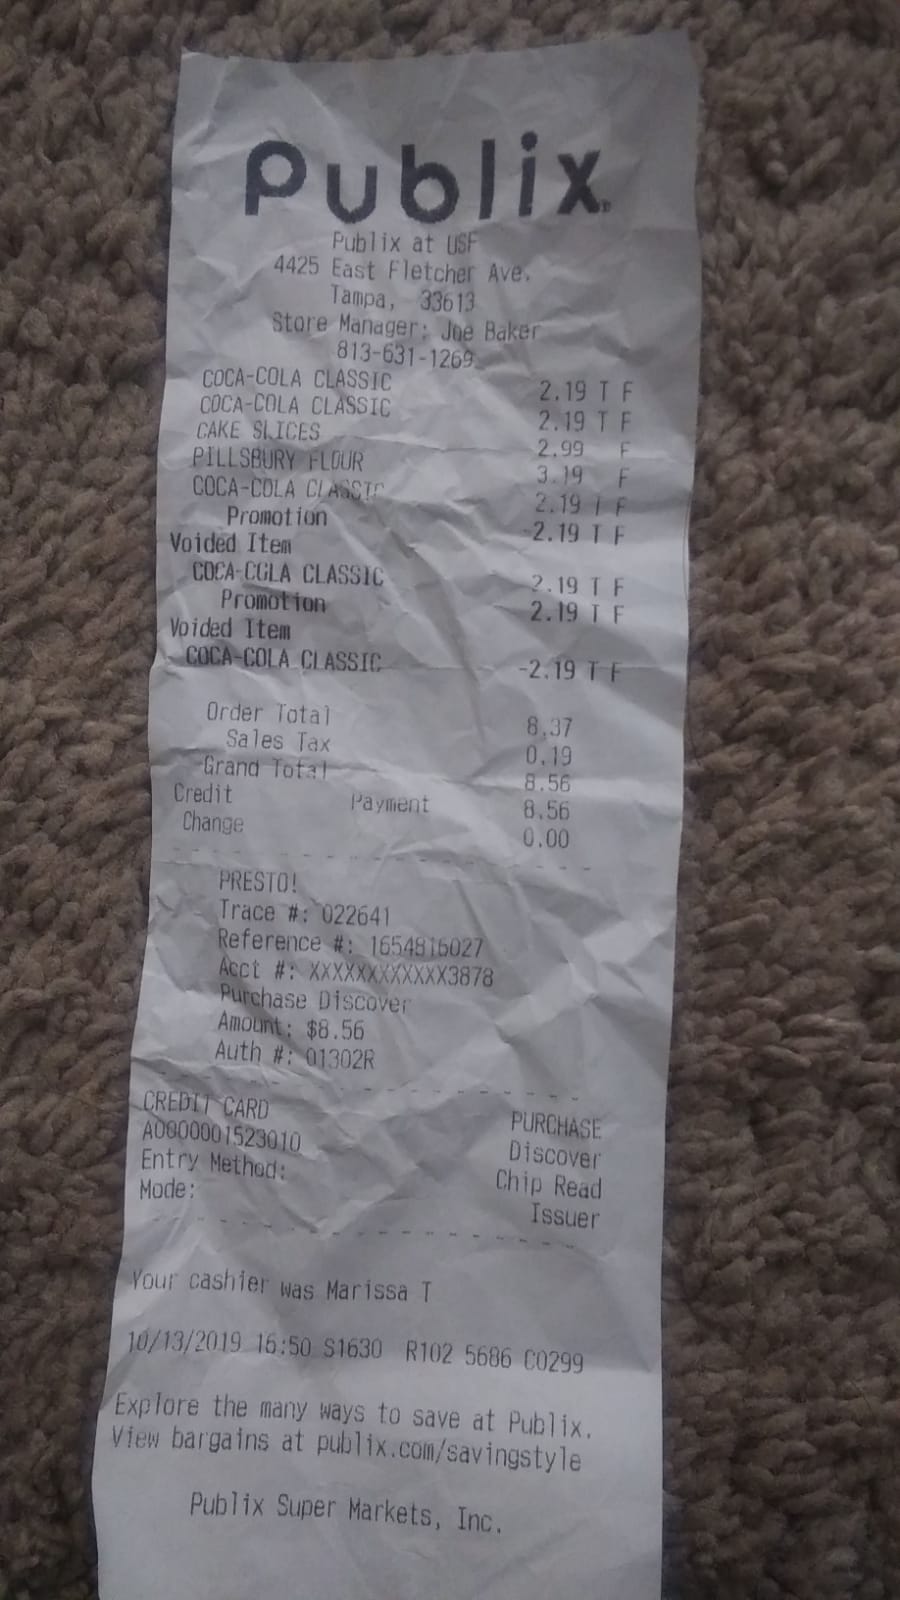 Publix
Publix at USF
4425 East Fletcher Ave.
Tampa, 33613
Store Manager: Joe Baker
813-631-1269
COCA-COLA CLASSIC 2.19 T F
COCA-COLA CLASSIC 2.19 T F
CAKE SLICES 2.99 F
PILLSBURY FLOUR 3.19 F
COCA-COLA CLASSIC 2.19 T F
Promotion -2.19 T F
Voided Item
COCA-COLA CLASSIC 2.19 T F
Promotion 2.19 T F
Voided Item
COCA-COLA CLASSIC -2.19 T F
Order Total 8.37
Sales Tax 0.19
Grand Total 8.56
Credit Payment 8.56
Change 0.00
PRESTO!
Trace #: 022641
Reference #: 1654816027
Acct #: XXXXXXXXXXXX3878
Purchase Discover
Amount: $8.56
Auth #: 01302R
CREDIT CARD PURCHASE
A0000001523010 Discover
Entry Method: Chip Read
Mode: Issuer
Your cashier was Marissa T
10/13/2019 16:50 S1630 R102 5686 C0299
Explore the many ways to save at Publix.
View bargains at publix.com/savingstyle
Publix Super Markets, Inc.